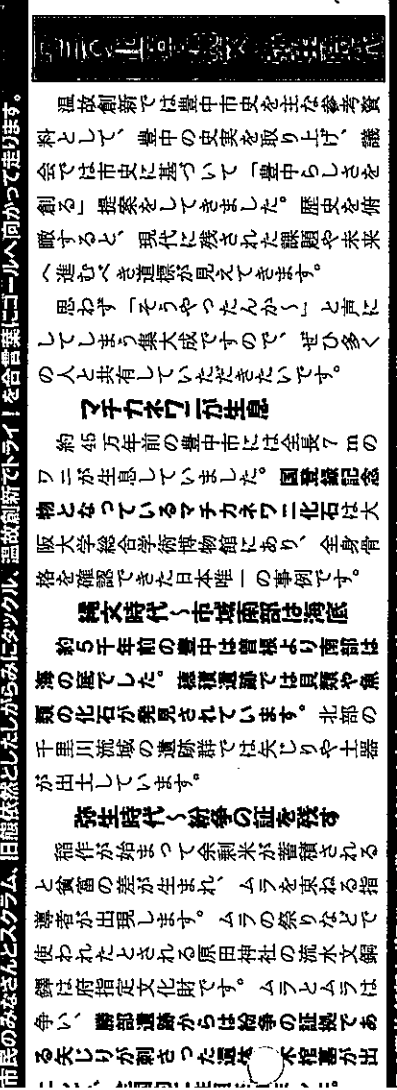 市民のみなさんとスクラム、旧態依然としたしがらみにタックル、温故創新でトライ！を合言葉にゴールへ向かって走ります。
温故創新では豊中市史を主な参考資
料として、豊中の史実を取り上げ、議
会では市史に基づいて「豊中らしさを
創る」提案をしてきました。歴史を俯
瞰すると、現代に残された課題や未来
へ進むべき道標が見えてきます。
思わず「そうやったんか〜」と声に
してしまう集大成ですので、ぜひ多く
の人と共有していただきたいです。
マチカネワニが生息
約45万年前の豊中市には全長7mの
ワニが生息していました。国登録記念
物となっているマチカネワニ化石は大
阪大学総合学術博物館にあり、全身骨
格を確認できた日本唯一の事例です。
縄文時代〜市域南部は海底
約5千年前の豊中は曽根より南部は
海の底でした。穂積遺跡では貝類や魚
類の化石が発見されています。北部の
千里川流域の遺跡群では矢じりや土器
が出土しています。
弥生時代〜紛争の証を残す
稲作が始まって余剰米が蓄積される
と貧富の差が生まれ、ムラを束ねる指
導者が出現します。ムラの祭りなどで
使われたとされる原田神社の流水文銅
鐸は府指定文化財です。ムラとムラは
争い、勝部遺跡からは紛争の証拠であ
る矢じりが刺さった遺体 木棺墓が出